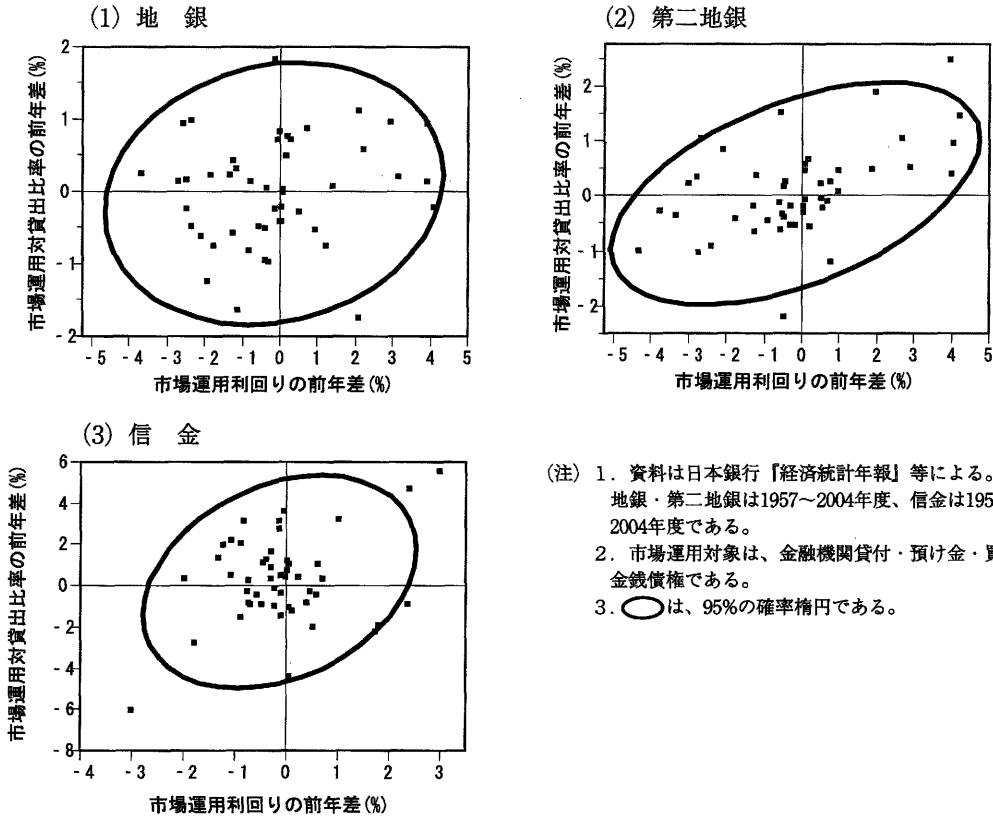 (1) 地 銀
市場運用対貸出比率の前年差(%)
2
1
0
-1
-2
-5 -4 -3 -2 -1 0 1 2 3 4 5
市場運用利回りの前年差(%)
(2) 第二地銀
市場運用対貸出比率の前年差(%)
2
1
0
-1
-2
-5 -4 -3 -2 -1 0 1 2 3 4 5
市場運用利回りの前年差(%)
(3) 信 金
市場運用対貸出比率の前年差(%)
6
4
2
0
-2
-4
-6
-8
-4 -3 -2 -1 0 1 2 3
市場運用利回りの前年差(%)
(注) 1. 資料は日本銀行『経済統計年報』等による。
地銀・第二地銀は1957~2004年度、信金は195
2004年度である。
2. 市場運用対象は、金融機関貸付・預け金・買
金銭債権である。
3. は、95%の確率楕円である。